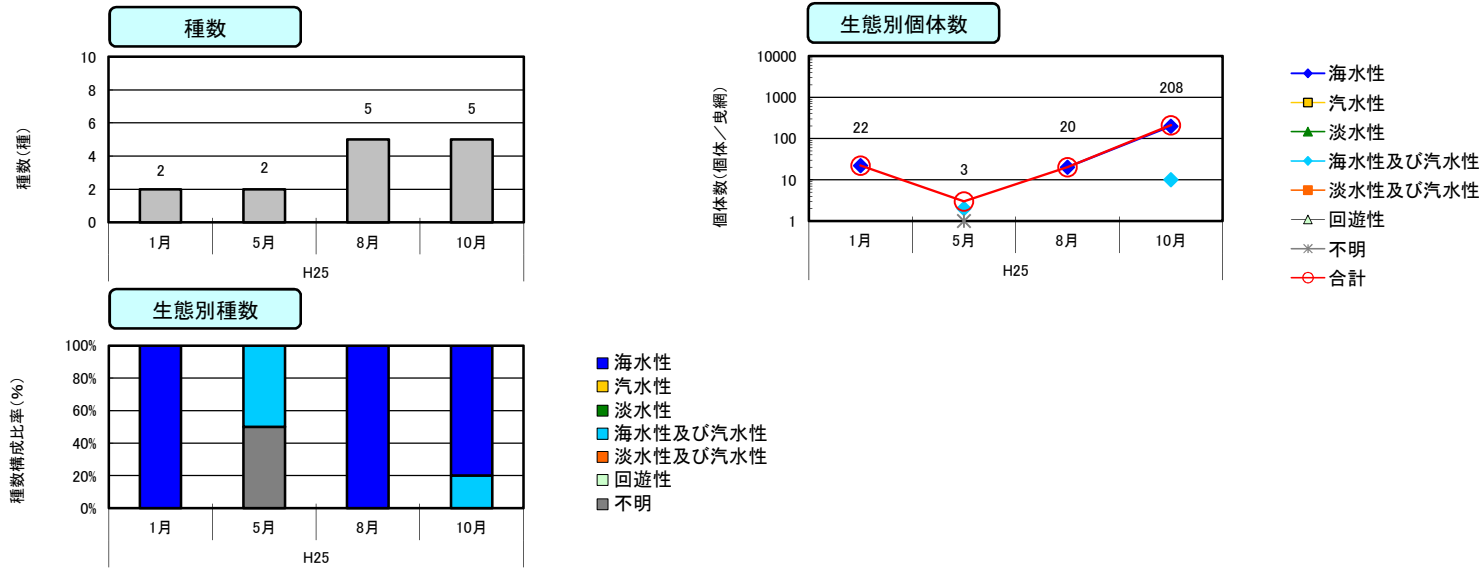 種数
種数(種)
10
8
6
4
2
0
2
2
5
5
1月
5月
8月
10月
H25
生態別個体数
個体数(個体／曳網)
10000
1000
100
10
1
22
3
20
208
1月
5月
8月
10月
H25
海水性
汽水性
淡水性
海水性及び汽水性
淡水性及び汽水性
回遊性
不明
合計
生態別種数
種数構成比率(%)
100%
80%
60%
40%
20%
0%
1月
5月
8月
10月
H25
海水性
汽水性
淡水性
海水性及び汽水性
淡水性及び汽水性
回遊性
不明